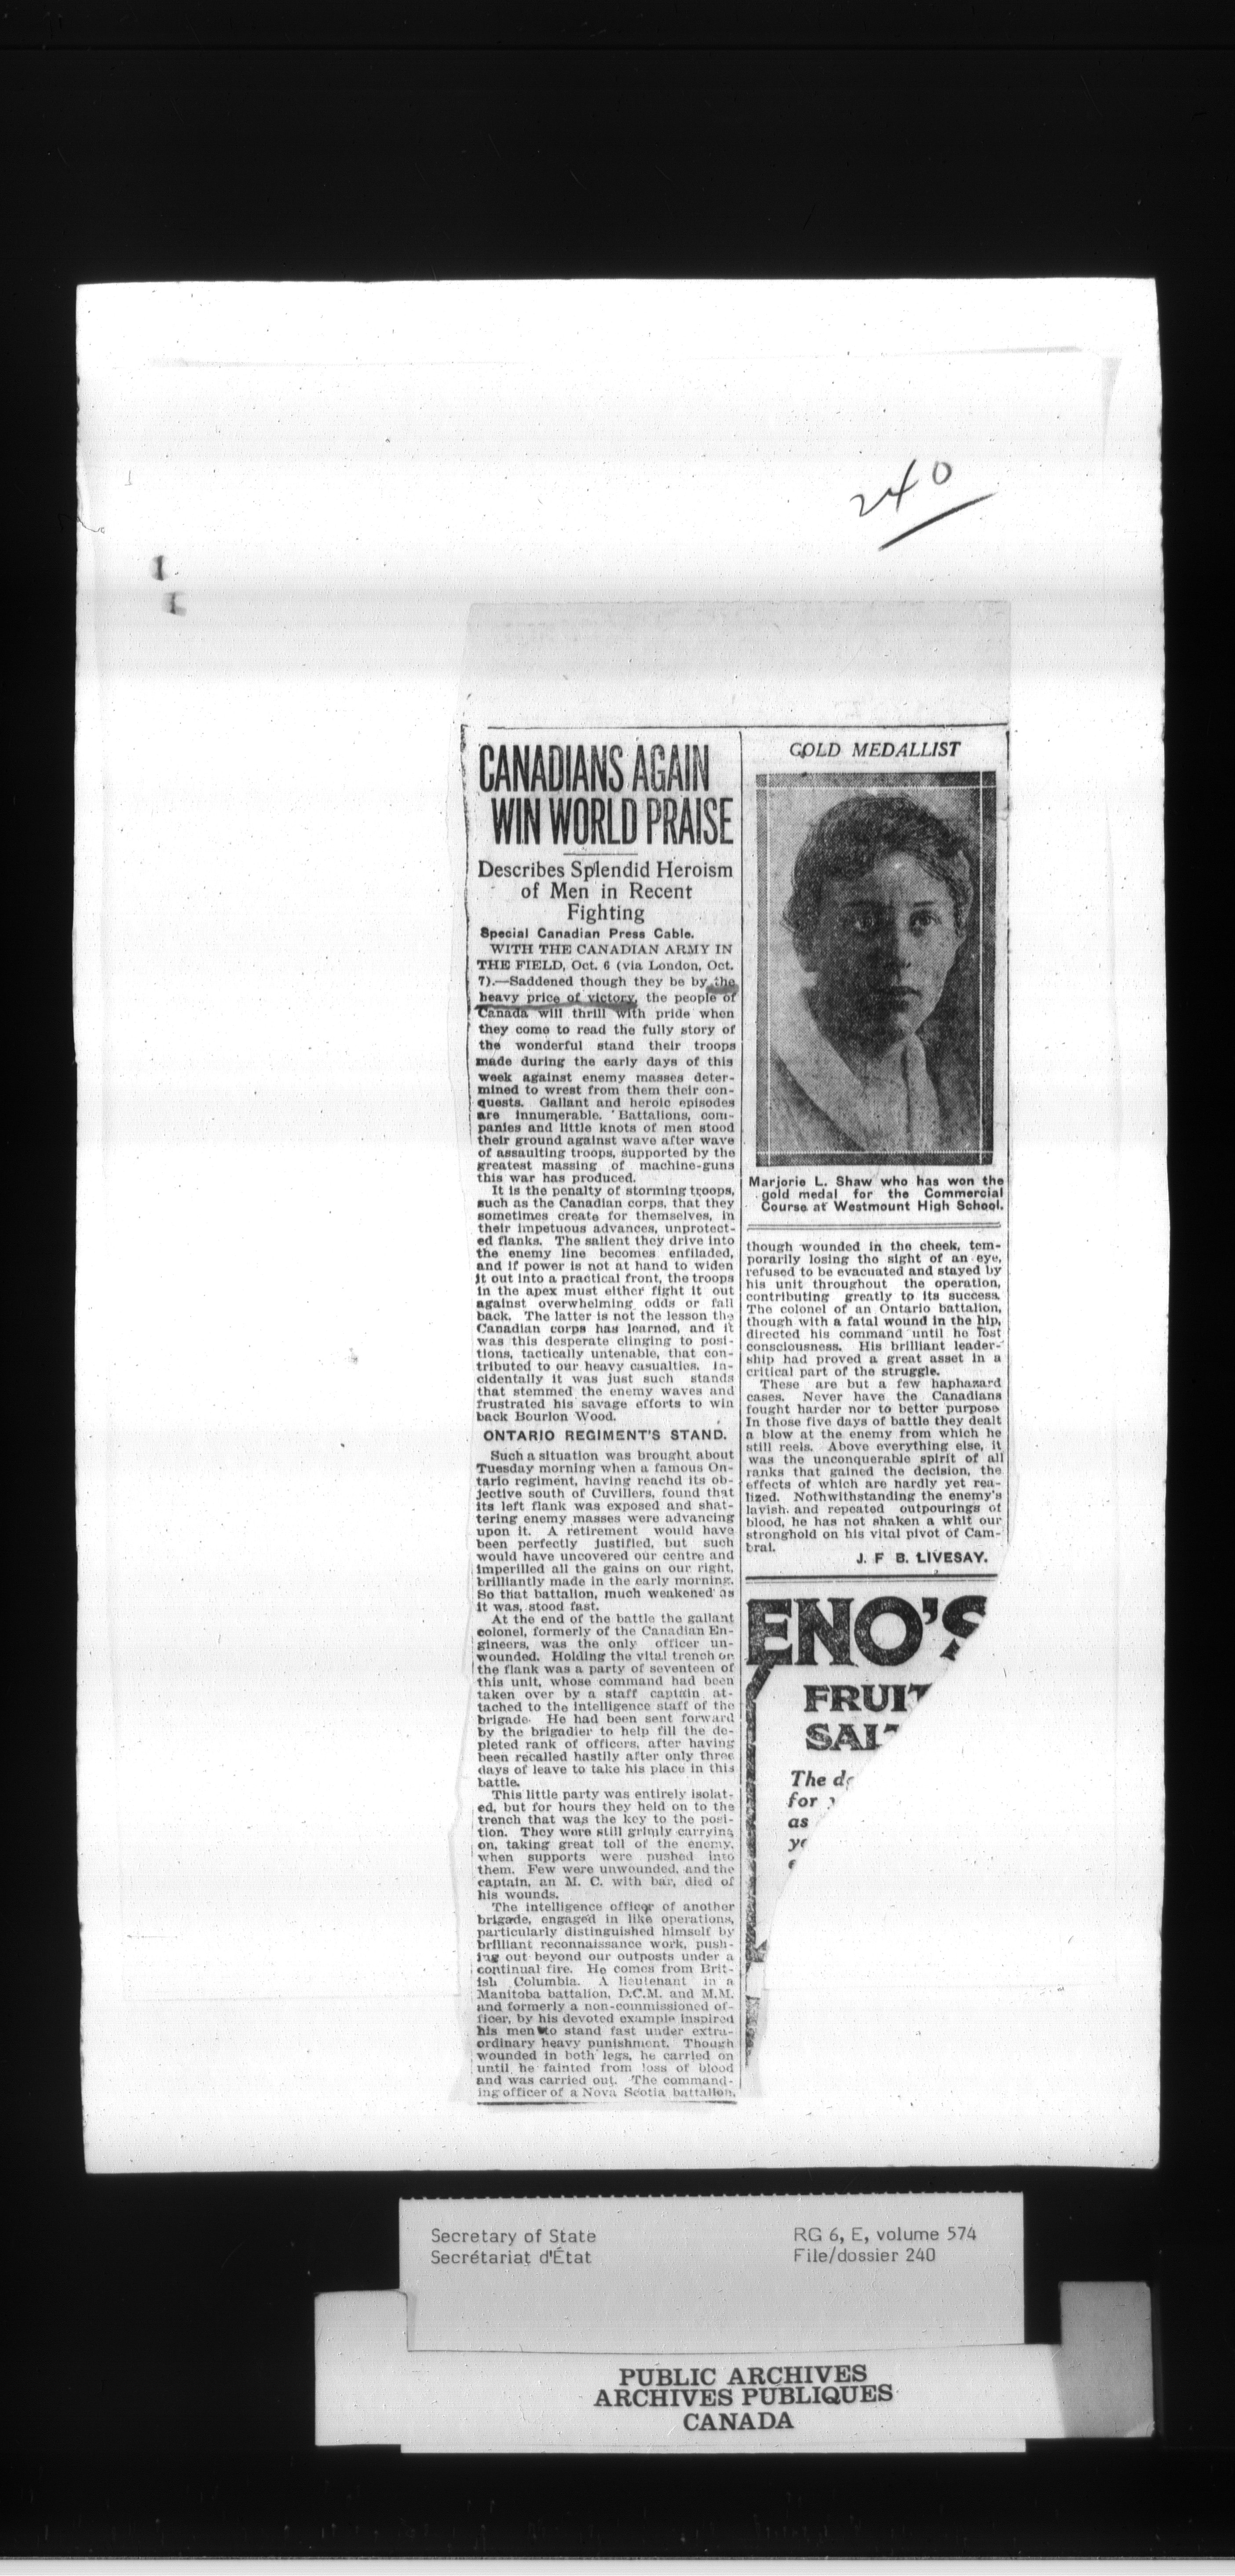 240
CANADIANS AGAIN
WIN WORLD PRAISE
Describes Splendid Heroism
of Men in Recent
Fighting
Special Canadian Press Cable.
WITH THE CANADIAN ARMY IN
THE FIELD, Oct. 6 (via London, Oct.
7).—Saddened though they be by the
heavy price of victory, the people of
Canada will thrill with pride when
they come to read the fully story of
the wonderful stand their troops
made during the early days of this
week against enemy masses deter-
mined to wrest from them their con-
quests. Gallant and heroic episodes
are innumerable. Battalions, com-
panies and little knots of men stood
their ground against wave after wave
of assaulting troops, supported by the
greatest massing of machine-guns
this war has produced.
It is the penalty of storming troops,
such as the Canadian corps, that they
sometimes create for themselves, in
their impetuous advances, unprotect-
ed flanks. The salient they drive into
the enemy line becomes enfiladed,
and if power is not at hand to widen
it out into a practical front, the troops
in the apex must either fight it out
against overwhelming odds or fall
back. The latter is not the lesson the
Canadian corps has learned, and it
was this desperate clinging to posi-
tions, tactically untenable, that con-
tributed to our heavy casualties. In-
cidentally it was just such stands
that stemmed the enemy waves and
frustrated his savage efforts to win
back Bourlon Wood.
ONTARIO REGIMENT'S STAND.
Such a situation was brought about
Tuesday morning when a famous On-
tario regiment, having reachd its ob-
jective south of Cuvillers, found that
its left flank was exposed and shat-
tering enemy masses were advancing
upon it. A retirement would have
been perfectly justified, but such
would have uncovered our centre and
imperilled all the gains on our right,
brilliantly made in the early morning.
So that battalion, much weakened as
it was, stood fast.
At the end of the battle the gallant
colonel, formerly of the Canadian En-
gineers, was the only officer un-
wounded. Holding the vital trench on
the flank was a party of seventeen of
this unit, whose command had been
taken over by a staff captain at-
tached to the intelligence staff of the
brigade. He had been sent forward
by the brigadier to help fill the de-
pleted rank of officers, after having
been recalled hastily after only three
days of leave to take his place in this
battle.
This little party was entirely isolat-
ed, but for hours they held on to the
trench that was the key to the posi-
tion. They were still grimly carrying
on, taking great toll of the enemy,
when supports were pushed into
them. Few were unwounded, and the
captain, an M. C. with bar, died of
his wounds.
The intelligence officer of another
brigade, engaged in like operations,
particularly distinguished himself by
brilliant reconnaissance work, push-
ing out beyond our outposts under a
continual fire. He comes from Brit-
ish Columbia. A lieutenant in a
Manitoba battalion, D.C.M. and M.M.
and formerly a non-commissioned of-
ficer, by his devoted example inspired
his men to stand fast under extra-
ordinary heavy punishment. Though
wounded in both legs, he carried on
until he fainted from loss of blood
and was carried out. The command-
ing officer of a Nova Scotia battalion,
GOLD MEDALLIST
Marjorie L. Shaw who has won the
gold medal for the Commercial
Course at Westmount High School.
though wounded in the cheek, tem-
porarily losing the sight of an eye,
refused to be evacuated and stayed by
his unit throughout the operation,
contributing greatly to its success.
The colonel of an Ontario battalion,
though with a fatal wound in the hip,
directed his command until he lost
consciousness. His brilliant leader-
ship had proved a great asset in a
critical part of the struggle.
These are but a few haphazard
cases. Never have the Canadians
fought harder nor to better purpose
In those five days of battle they dealt
a blow at the enemy from which he
still reels. Above everything else, it
was the unconquerable spirit of all
ranks that gained the decision, the
effects of which are hardly yet rea-
lized. Nothwithstanding the enemy's
lavish and repeated outpourings of
blood, he has not shaken a whit our
stronghold on his vital pivot of Cam-
brai.
J. F B. LIVESAY.
ENO'S
FRUIT
SAL
The
for
as
Secretary of State
Secrétariat d'État
RG 6, E, volume 574
File/dossier 240
PUBLIC ARCHIVES
ARCHIVES PUBLIQUES
CANADA